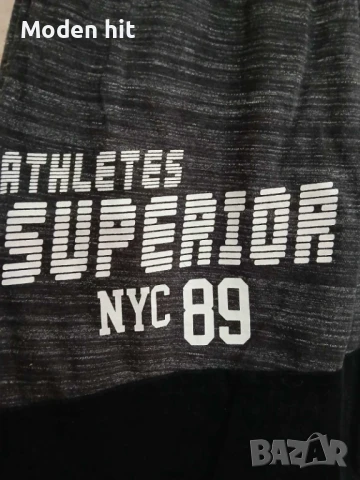 Moden hit
ATHLETES
SUPERIOR
NYC 89
BAZAR